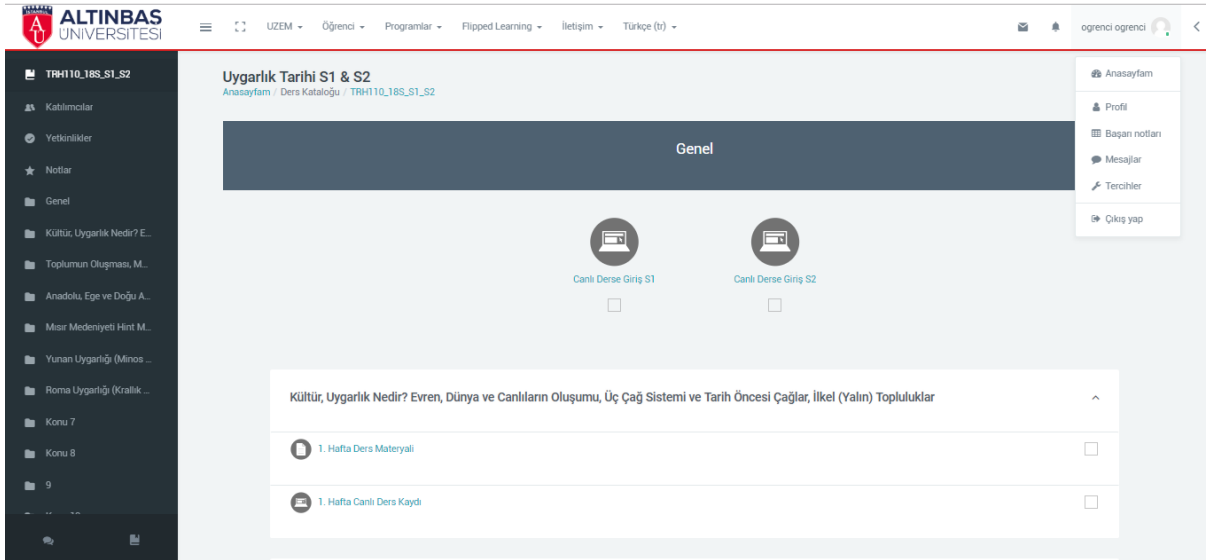 ALTINBAŞ
ÜNİVERSİTESİ
UZEM Öğrenci Programlar Flipped Learning İletişim Türkçe (tr)
ogrenci ogrenci
TRH110_18S_S1_S2
Katılımcılar
Yetkinlikler
Notlar
Genel
Kültür, Uygarlık Nedir? E...
Toplumun Oluşması, M...
Anadolu, Ege ve Doğu A...
Mısır Medeniyeti Hint M...
Yunan Uygarlığı (Minos ...
Roma Uygarlığı (Krallık ...
Konu 7
Konu 8
9
Uygarlık Tarihi S1 & S2
Anasayfam / Ders Kataloğu / TRH110_18S_S1_S2
Genel
Canlı Derse Giriş S1
Canlı Derse Giriş S2
Kültür, Uygarlık Nedir? Evren, Dünya ve Canlıların Oluşumu, Üç Çağ Sistemi ve Tarih Öncesi Çağlar, İlkel (Yalın) Topluluklar
1. Hafta Ders Materyali
1. Hafta Canlı Ders Kaydı
Anasayfam
Profil
Başarı notları
Mesajlar
Tercihler
Çıkış yap